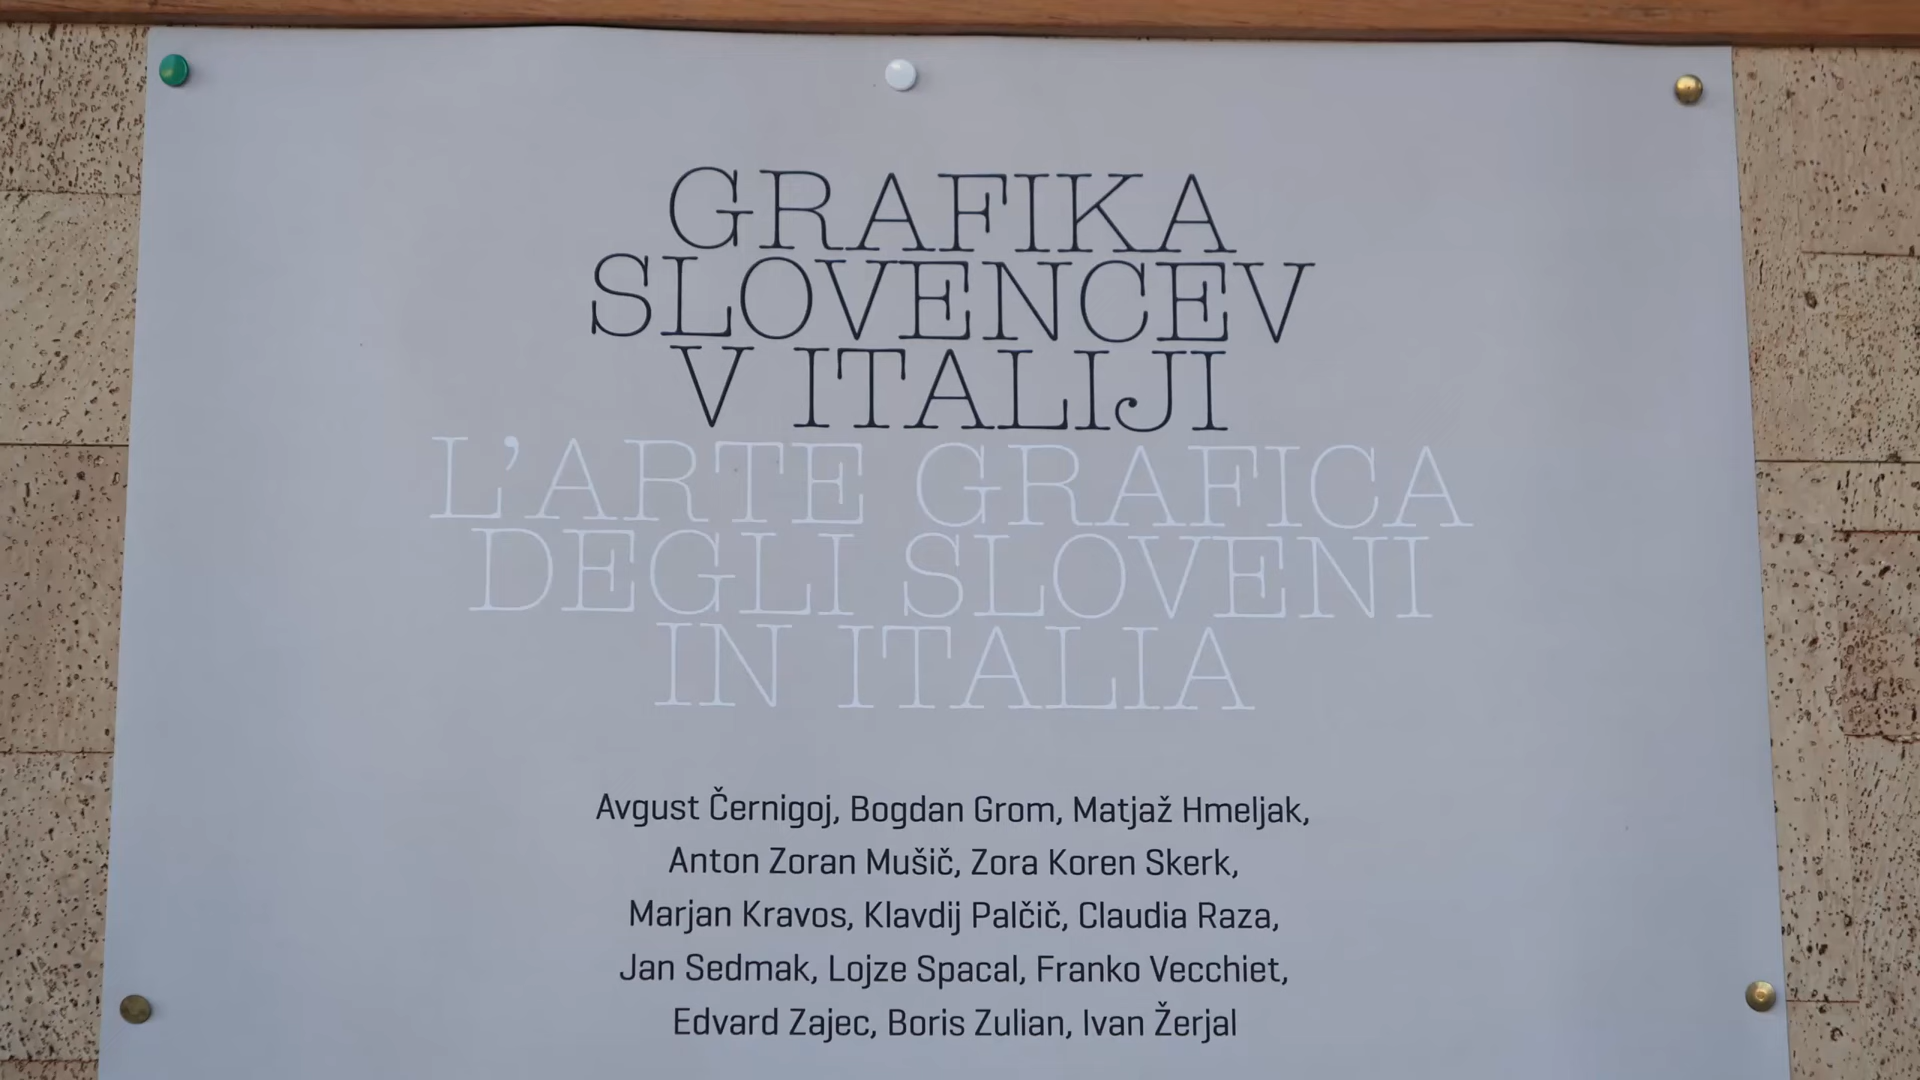 GRAFIKA
SLOVENCEV
V ITALIJI
L’ARTE GRAFICA
DEGLI SLOVENI
IN ITALIA
Avgust Černigoj, Bogdan Grom, Matjaž Hmeljak,
Anton Zoran Mušič, Zora Koren Skerk,
Marjan Kravos, Klavdij Palčič, Claudia Raza,
Jan Sedmak, Lojze Spacal, Franko Vecchiet,
Edvard Zajec, Boris Zulian, Ivan Žerjal